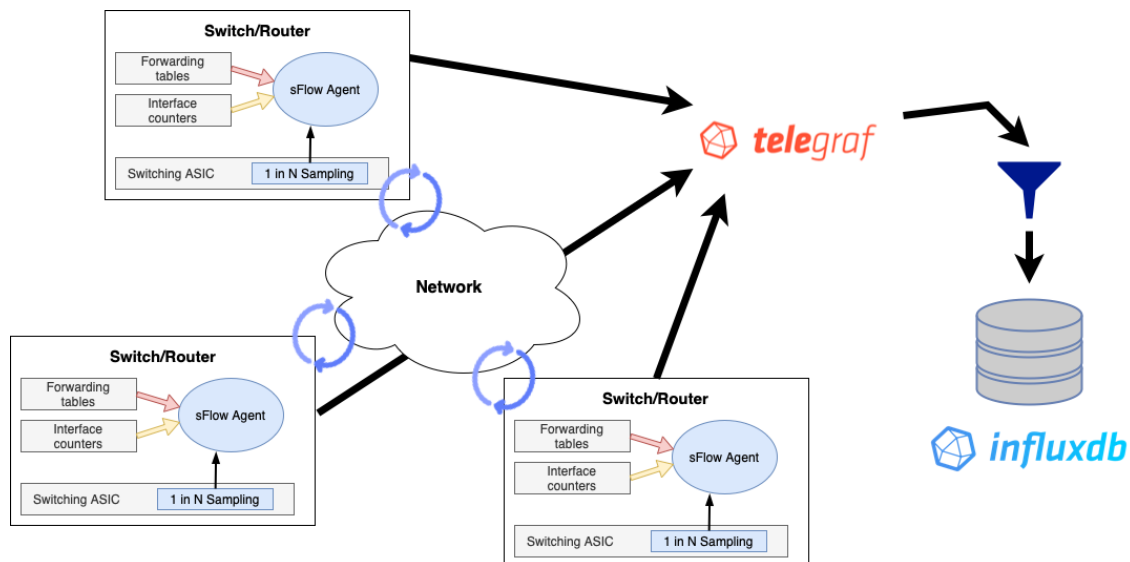 Switch/Router
Forwarding
tables
Interface
counters
sFlow Agent
Switching ASIC
1 in N Sampling
telegraf
Network
Switch/Router
Forwarding
tables
Interface
counters
sFlow Agent
Switching ASIC
1 in N Sampling
Switch/Router
Forwarding
tables
Interface
counters
sFlow Agent
Switching ASIC
1 in N Sampling
influxdb